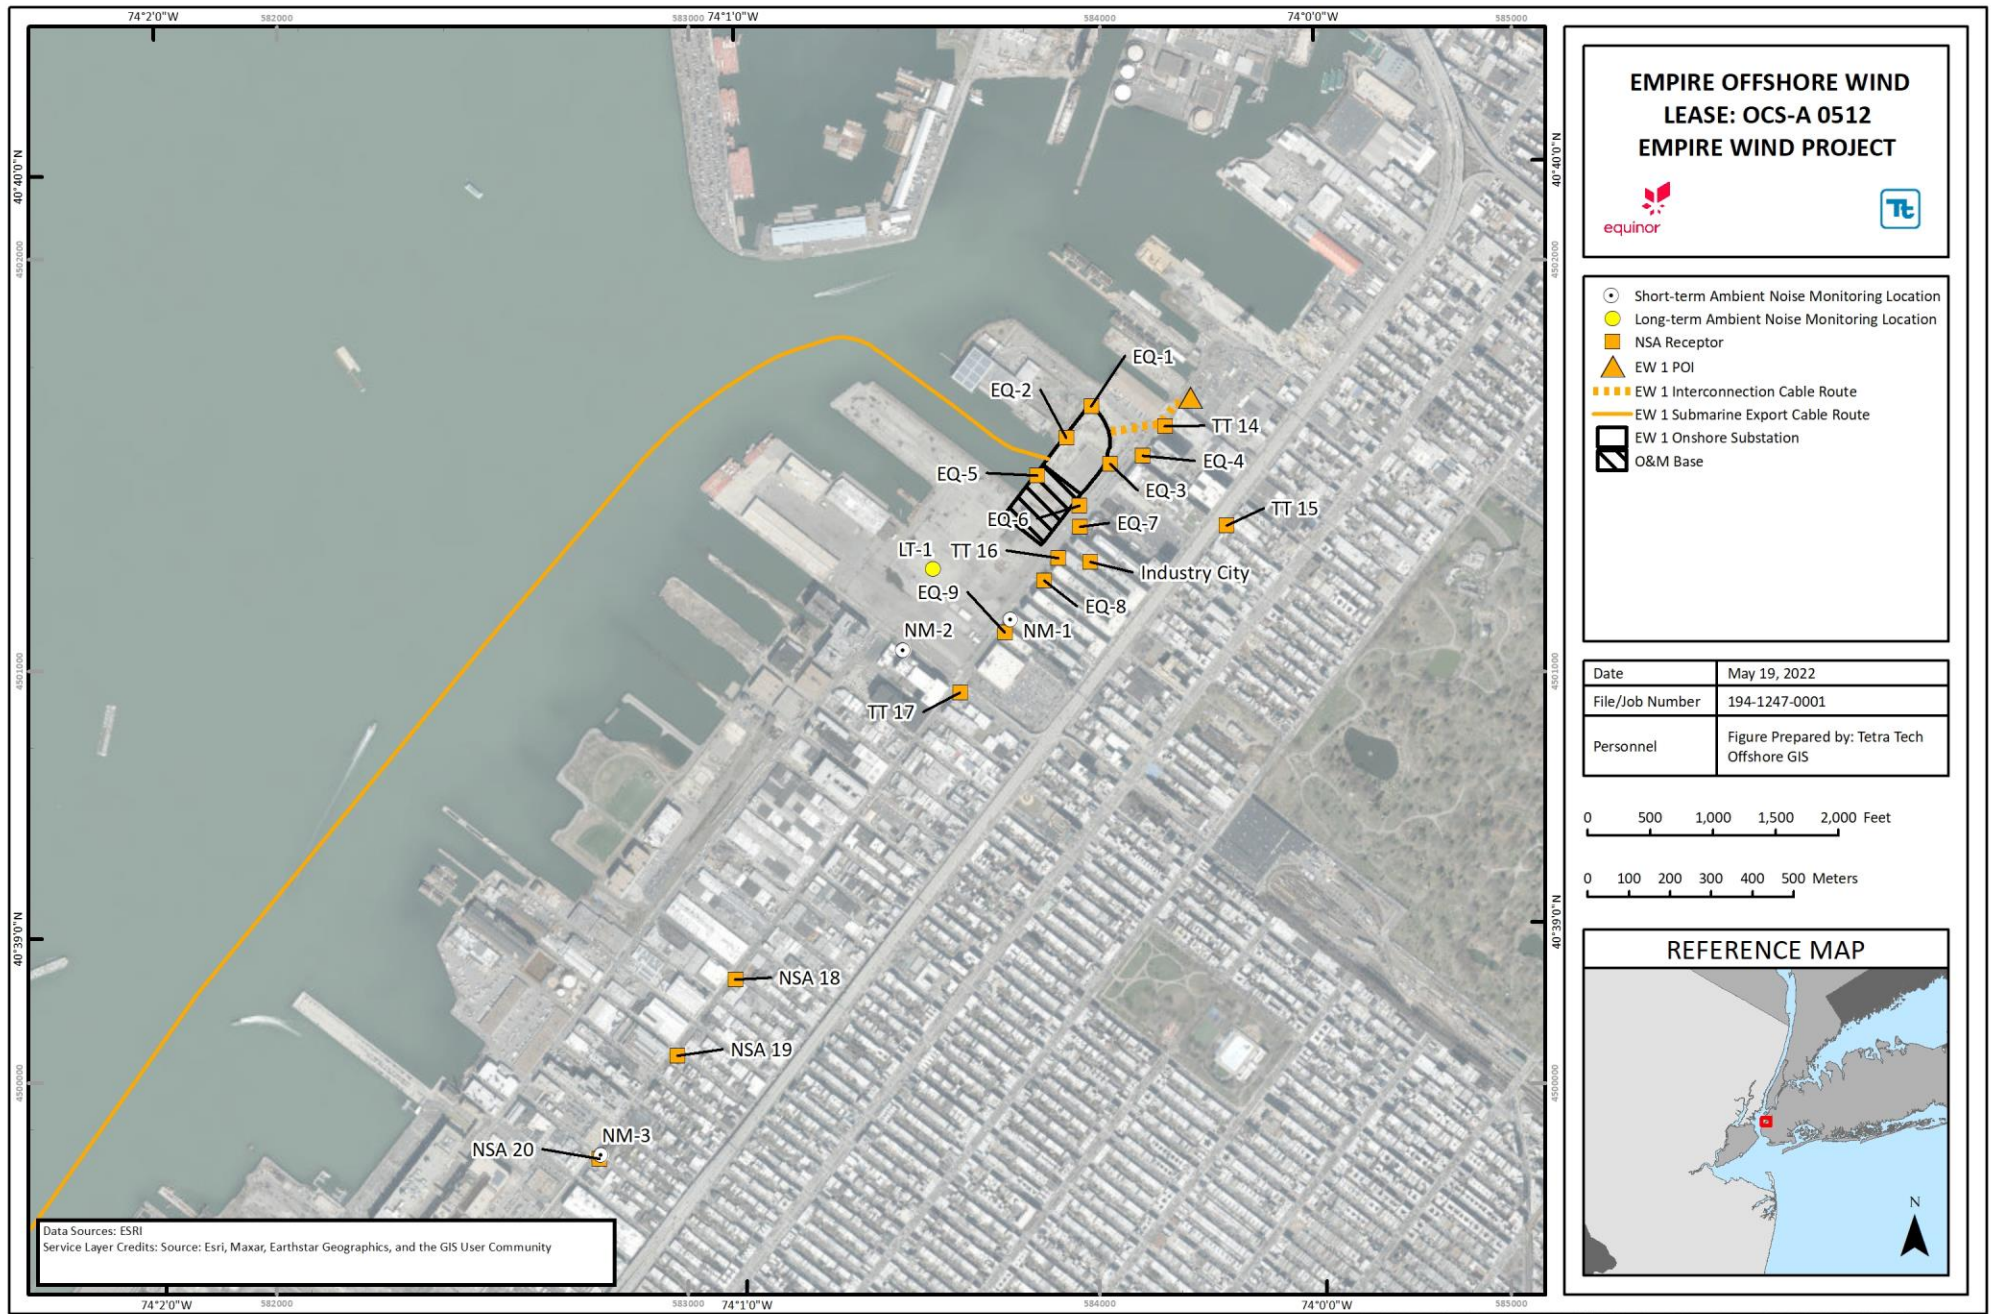 74°2'0"W
582000
583000
74°1'0"W
584000
74°0'0"W
585000
40°40'0"N
4502000
4501000
40°39'0"N
4500000
40°40'0"N
4502000
4501000
40°39'0"N
4500000
EQ-1
EQ-2
TT 14
EQ-4
EQ-5
EQ-3
TT 15
EQ-6
EQ-7
LT-1
TT 16
Industry City
EQ-9
EQ-8
NM-2
NM-1
TT 17
NSA 18
NSA 19
NM-3
NSA 20
Data Sources: ESRI
Service Layer Credits: Source: Esri, Maxar, Earthstar Geographics, and the GIS User Community
74°2'0"W
582000
583000
74°1'0"W
584000
74°0'0"W
585000
EMPIRE OFFSHORE WIND
LEASE: OCS-A 0512
EMPIRE WIND PROJECT
equinor
Tt
Short-term Ambient Noise Monitoring Location
Long-term Ambient Noise Monitoring Location
NSA Receptor
EW 1 POI
EW 1 Interconnection Cable Route
EW 1 Submarine Export Cable Route
EW 1 Onshore Substation
O&M Base
Date May 19, 2022
File/Job Number 194-1247-0001
Personnel Figure Prepared by: Tetra Tech
Offshore GIS
0 500 1,000 1,500 2,000 Feet
0 100 200 300 400 500 Meters
REFERENCE MAP
N